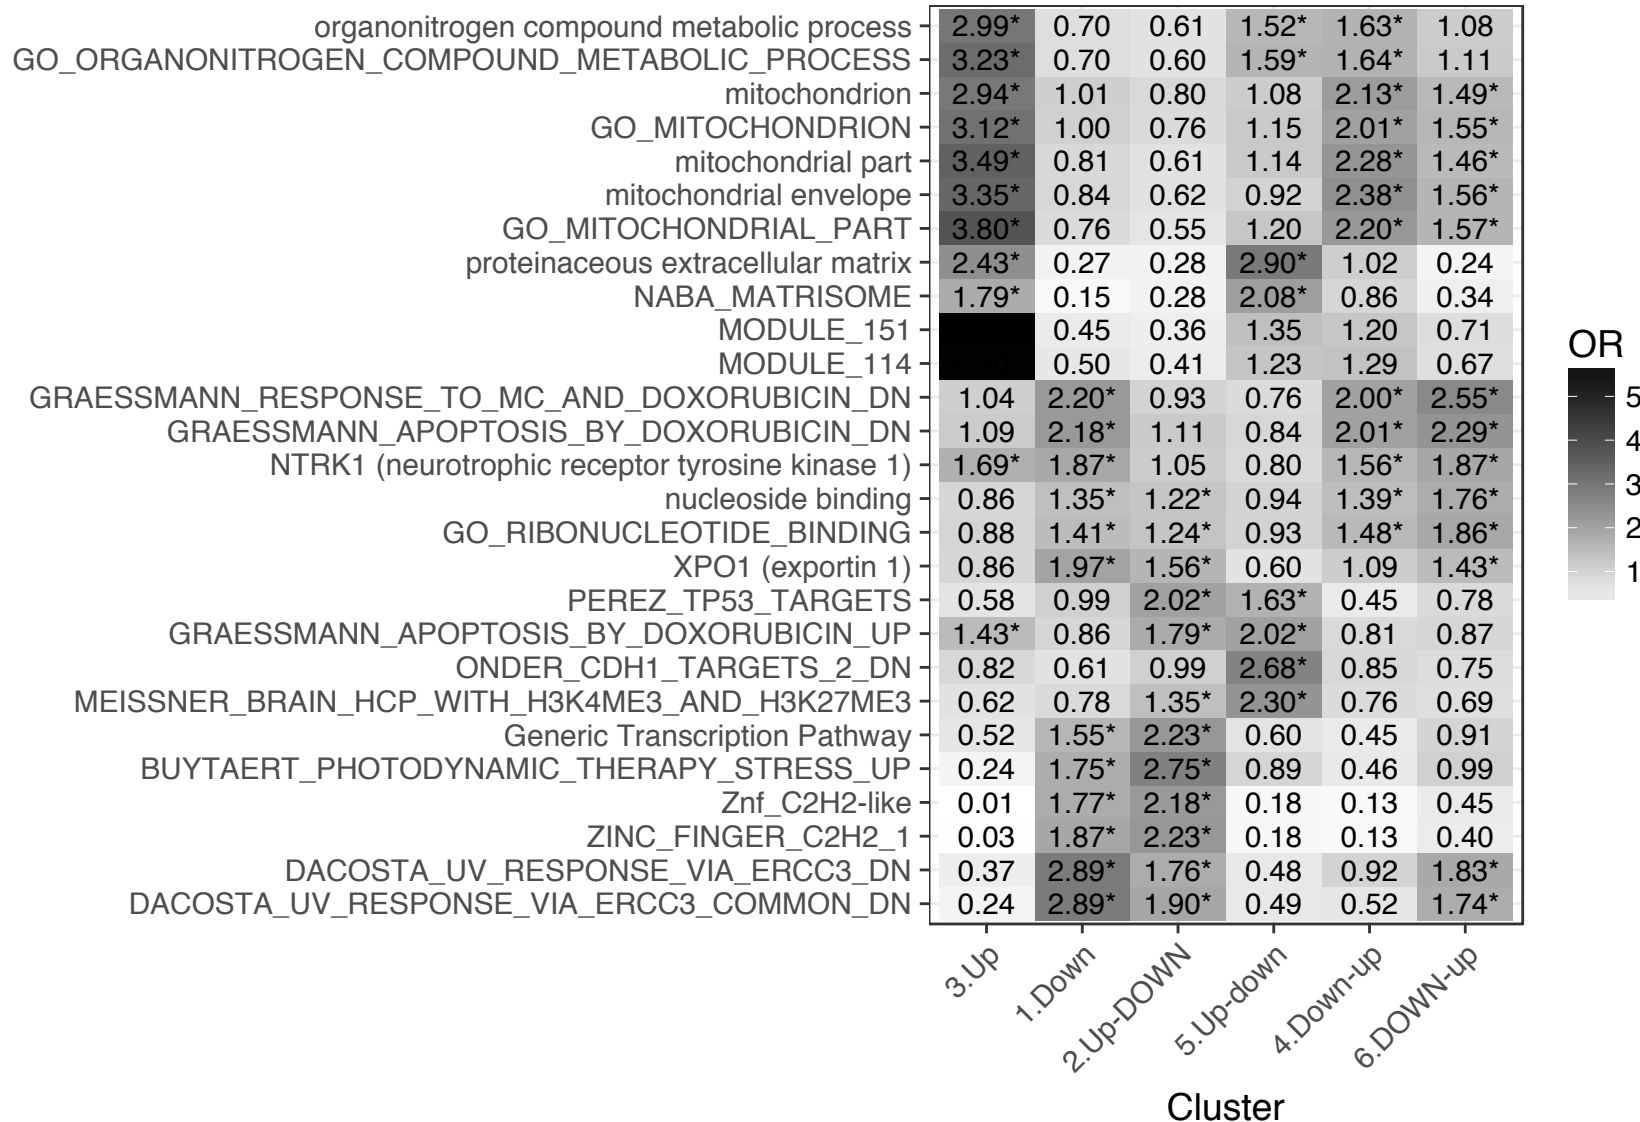 organonitrogen compound metabolic process 2.99* 0.70 0.61 1.52* 1.63* 1.08
GO_ORGANONITROGEN_COMPOUND_METABOLIC_PROCESS 3.23* 0.70 0.60 1.59* 1.64* 1.11
mitochondrion 2.94* 1.01 0.80 1.08 2.13* 1.49*
GO_MITOCHONDRION 3.12* 1.00 0.76 1.15 2.01* 1.55*
mitochondrial part 3.49* 0.81 0.61 1.14 2.28* 1.46*
mitochondrial envelope 3.35* 0.84 0.62 0.92 2.38* 1.56*
GO_MITOCHONDRIAL_PART 3.80* 0.76 0.55 1.20 2.20* 1.57*
proteinaceous extracellular matrix 2.43* 0.27 0.28 2.90* 1.02 0.24
NABA_MATRISOME 1.79* 0.15 0.28 2.08* 0.86 0.34
MODULE_151 0.45 0.36 1.35 1.20 0.71
MODULE_114 0.50 0.41 1.23 1.29 0.67
GRAESSMANN_RESPONSE_TO_MC_AND_DOXORUBICIN_DN 1.04 2.20* 0.93 0.76 2.00* 2.55*
GRAESSMANN_APOPTOSIS_BY_DOXORUBICIN_DN 1.09 2.18* 1.11 0.84 2.01* 2.29*
NTRK1 (neurotrophic receptor tyrosine kinase 1) 1.69* 1.87* 1.05 0.80 1.56* 1.87*
nucleoside binding 0.86 1.35* 1.22* 0.94 1.39* 1.76*
GO_RIBONUCLEOTIDE_BINDING 0.88 1.41* 1.24* 0.93 1.48* 1.86*
XPO1 (exportin 1) 0.86 1.97* 1.56* 0.60 1.09 1.43*
PEREZ_TP53_TARGETS 0.58 0.99 2.02* 1.63* 0.45 0.78
GRAESSMANN_APOPTOSIS_BY_DOXORUBICIN_UP 1.43* 0.86 1.79* 2.02* 0.81 0.87
ONDER_CDH1_TARGETS_2_DN 0.82 0.61 0.99 2.68* 0.85 0.75
MEISSNER_BRAIN_HCP_WITH_H3K4ME3_AND_H3K27ME3 0.62 0.78 1.35* 2.30* 0.76 0.69
Generic Transcription Pathway 0.52 1.55* 2.23* 0.60 0.45 0.91
BUYTAERT_PHOTODYNAMIC_THERAPY_STRESS_UP 0.24 1.75* 2.75* 0.89 0.46 0.99
Znf_C2H2-like 0.01 1.77* 2.18* 0.18 0.13 0.45
ZINC_FINGER_C2H2_1 0.03 1.87* 2.23* 0.18 0.13 0.40
DACOSTA_UV_RESPONSE_VIA_ERCC3_DN 0.37 2.89* 1.76* 0.48 0.92 1.83*
DACOSTA_UV_RESPONSE_VIA_ERCC3_COMMON_DN 0.24 2.89* 1.90* 0.49 0.52 1.74*
3.Up 1.Down 2.Up-DOWN 5.Up-down 4.Down-up 6.DOWN-up
Cluster
OR
5
4
3
2
1